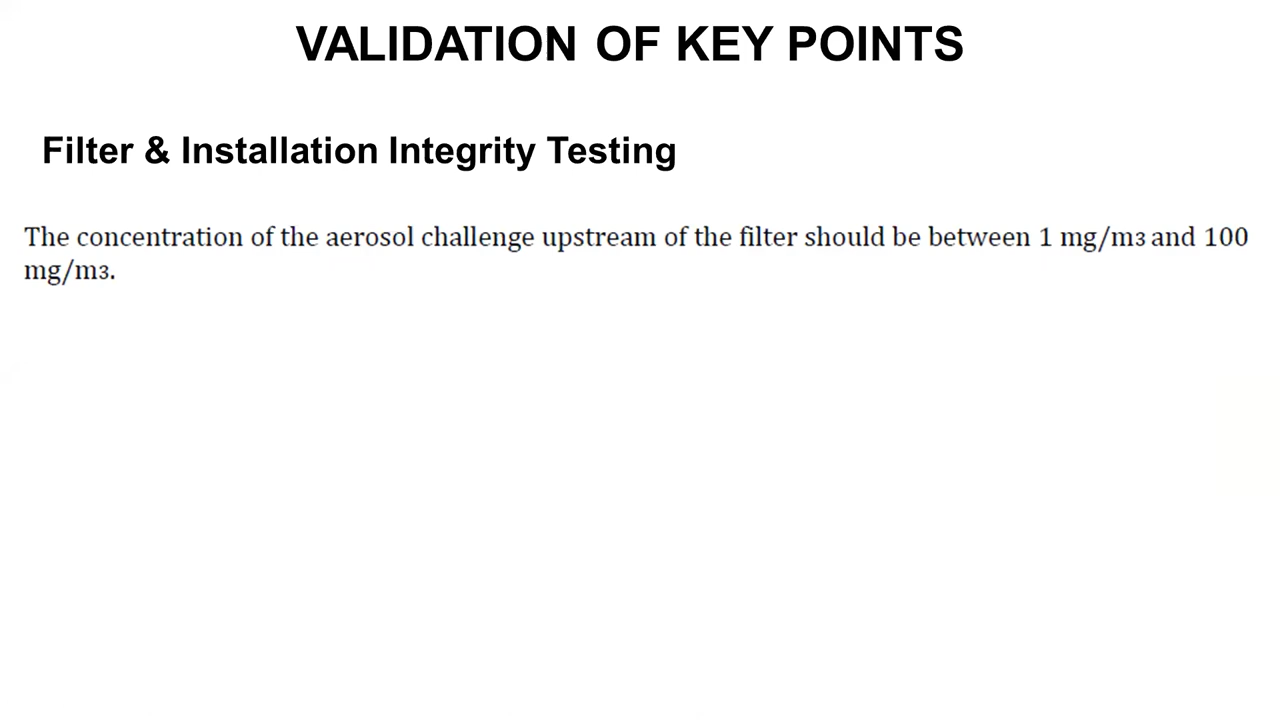 VALIDATION OF KEY POINTS
Filter & Installation Integrity Testing
The concentration of the aerosol challenge upstream of the filter should be between 1 mg/m3 and 100
mg/m3.